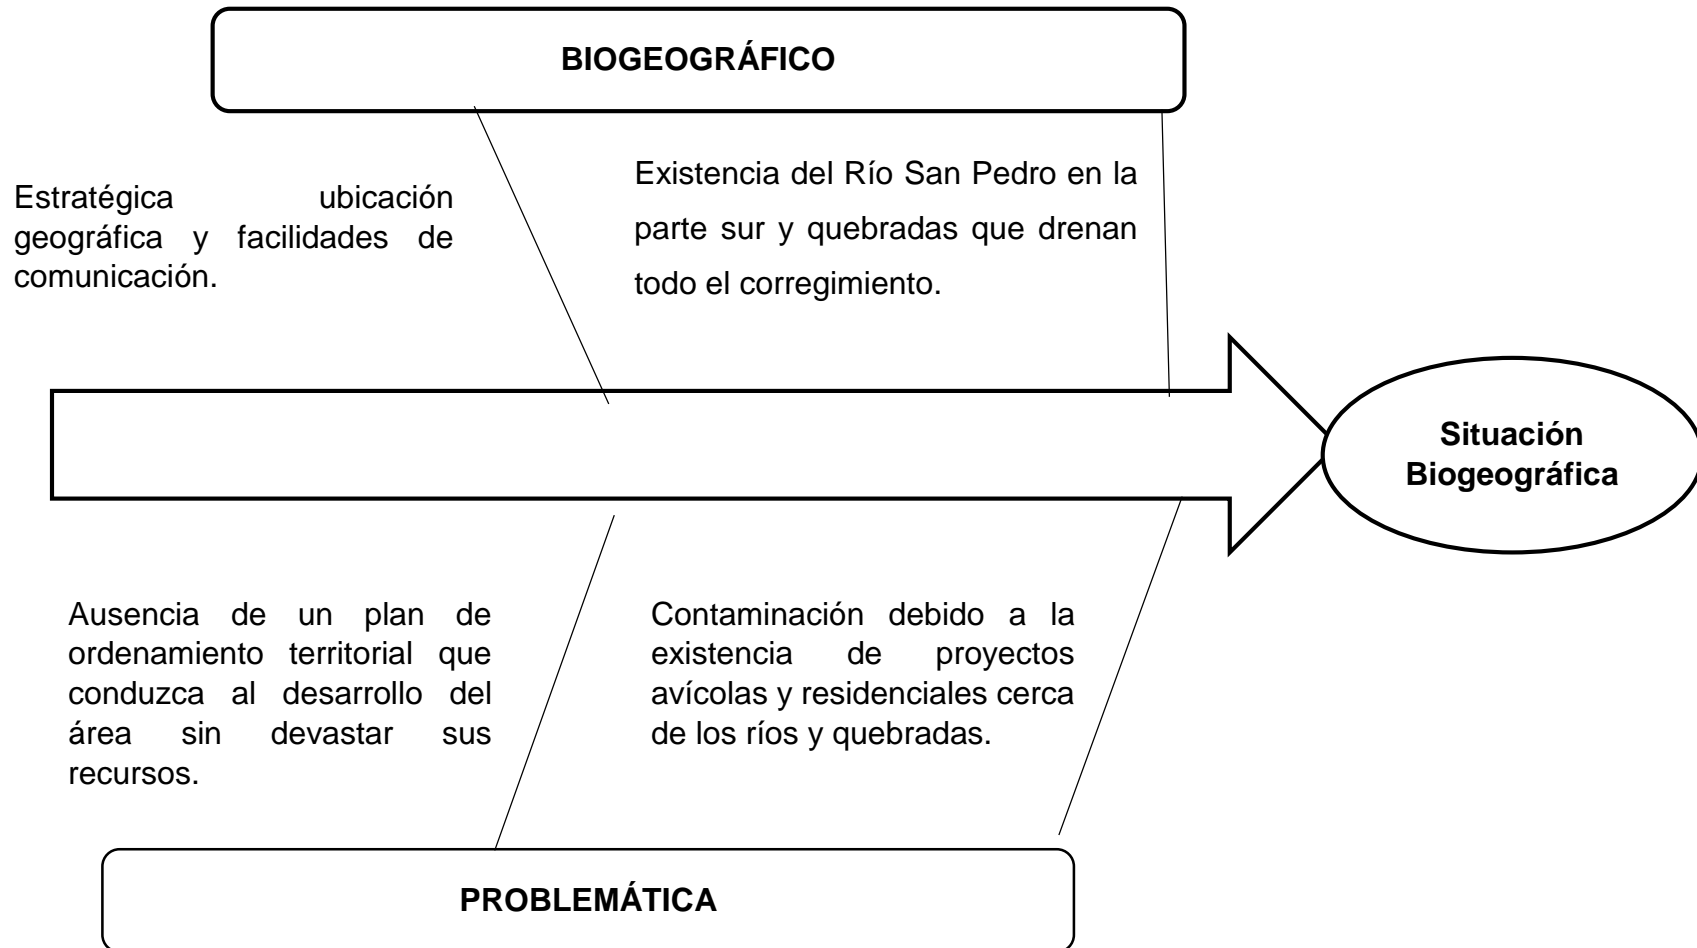 BIOGEOGRÁFICO
Estratégica ubicación
geográfica y facilidades de
comunicación.
Existencia del Río San Pedro en la
parte sur y quebradas que drenan
todo el corregimiento.
Situación
Biogeográfica
Ausencia de un plan de
ordenamiento territorial que
conduzca al desarrollo del
área sin devastar sus
recursos.
Contaminación debido a la
existencia de proyectos
avícolas y residenciales cerca
de los ríos y quebradas.
PROBLEMÁTICA